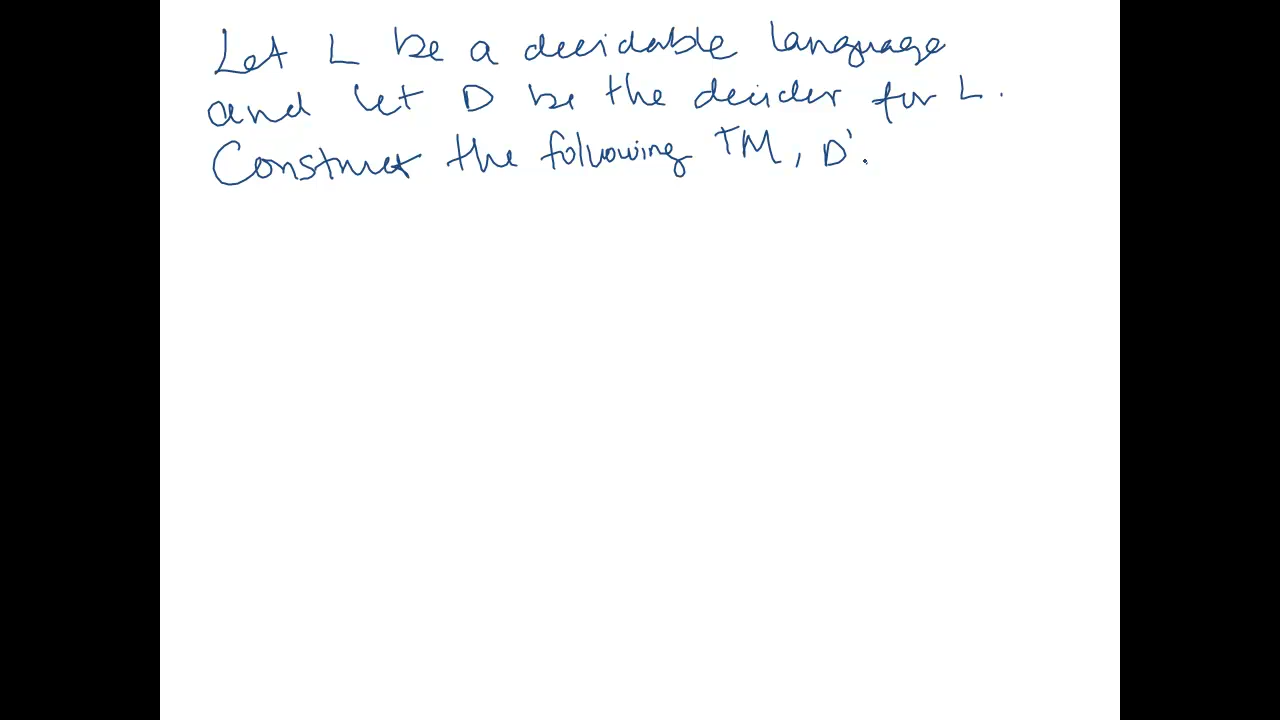 Let L be a decidable language
and let D be the decider for L.
Construct the following TM, D'.